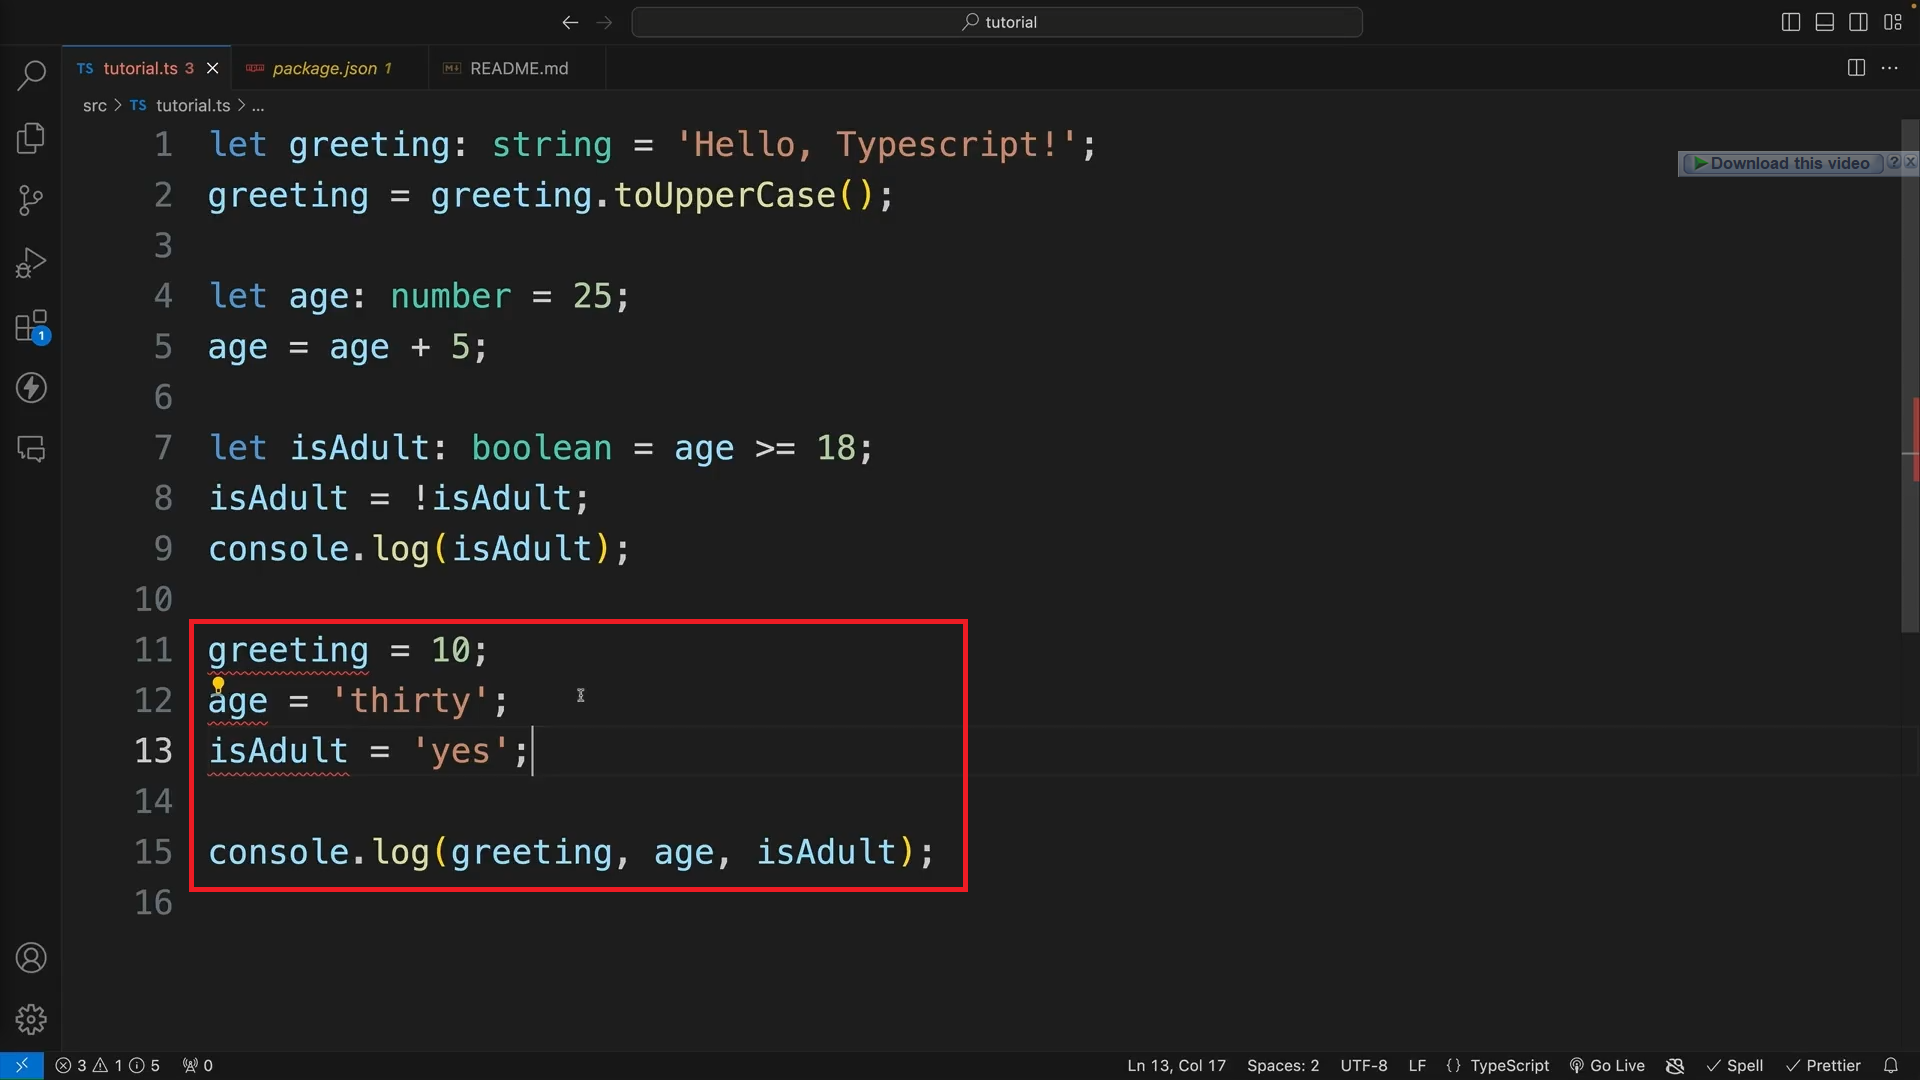 tutorial
TS tutorial.ts 3 package.json 1 README.md
src > TS tutorial.ts > ...
1 let greeting: string = 'Hello, Typescript!';
Download this video ? x
2 greeting = greeting.toUpperCase();
3
4 let age: number = 25;
5 age = age + 5;
6
7 let isAdult: boolean = age >= 18;
8 isAdult = !isAdult;
9 console.log(isAdult);
10
11 greeting = 10;
12 age = 'thirty';
13 isAdult = 'yes';
14
15 console.log(greeting, age, isAdult);
16
1
3 1 5 0 Ln 13, Col 17 Spaces: 2 UTF-8 LF {} TypeScript Go Live Spell Prettier